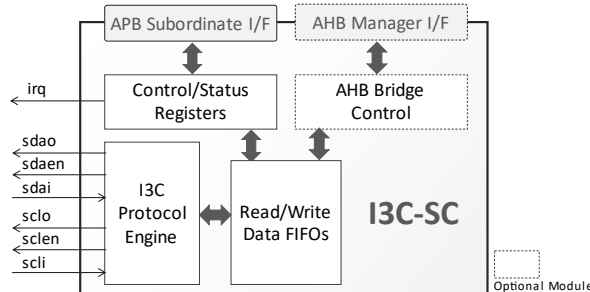 APB Subordinate I/F
AHB Manager I/F
irq
Control/Status
Registers
AHB Bridge
Control
sdao
sdaen
sdai
sclo
sclen
scli
I3C
Protocol
Engine
Read/Write
Data FIFOs
I3C-SC
Optional Module